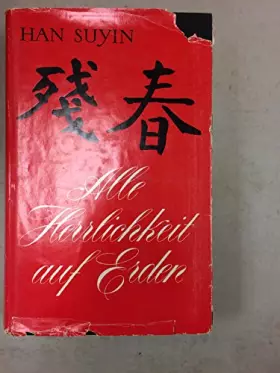 HAN SUYIN
殘春
Alle
Herrlichkeit
auf Erden